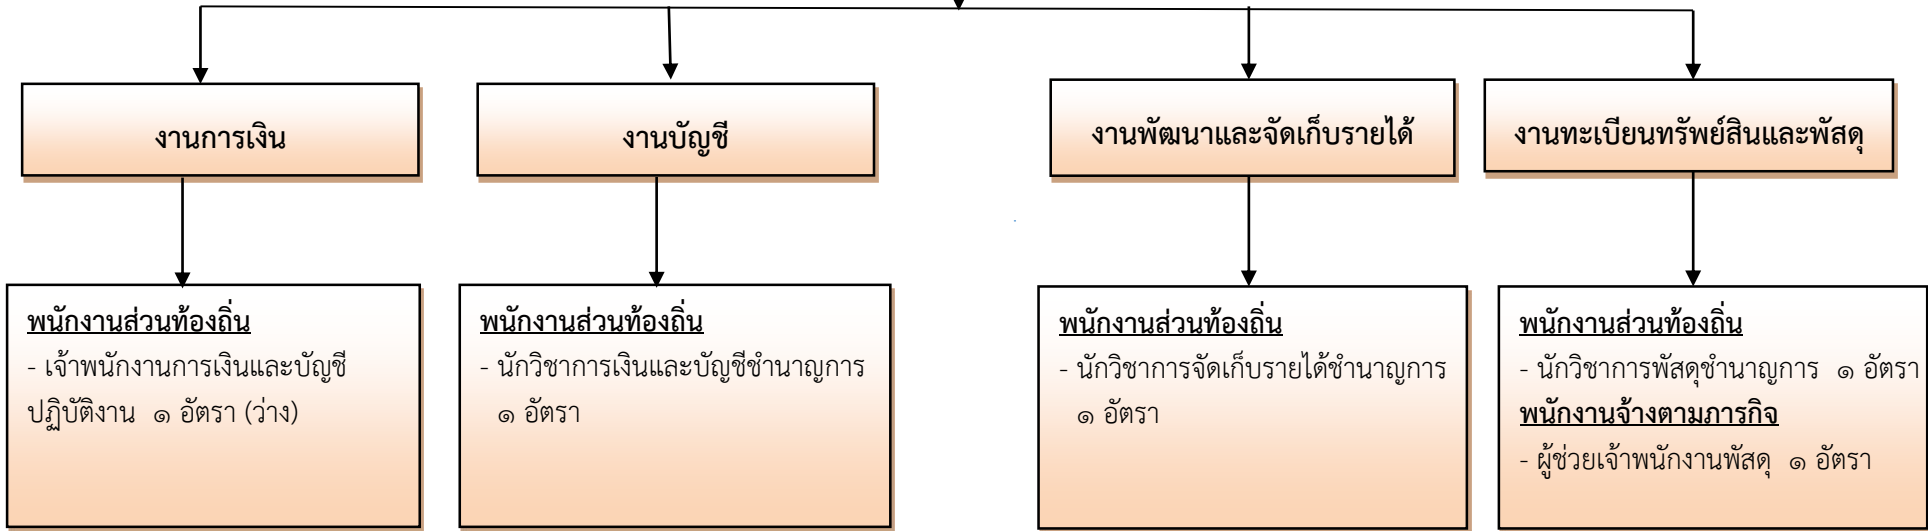 งานการเงิน
งานบัญชี
งานพัฒนาและจัดเก็บรายได้
งานทะเบียนทรัพย์สินและพัสดุ
พนักงานส่วนท้องถิ่น
- เจ้าพนักงานการเงินและบัญชี
ปฏิบัติงาน ๑ อัตรา (ว่าง)
พนักงานส่วนท้องถิ่น
- นักวิชาการเงินและบัญชีชำนาญการ
๑ อัตรา
พนักงานส่วนท้องถิ่น
- นักวิชาการจัดเก็บรายได้ชำนาญการ
๑ อัตรา
พนักงานส่วนท้องถิ่น
- นักวิชาการพัสดุชำนาญการ ๑ อัตรา
พนักงานจ้างตามภารกิจ
- ผู้ช่วยเจ้าพนักงานพัสดุ ๑ อัตรา